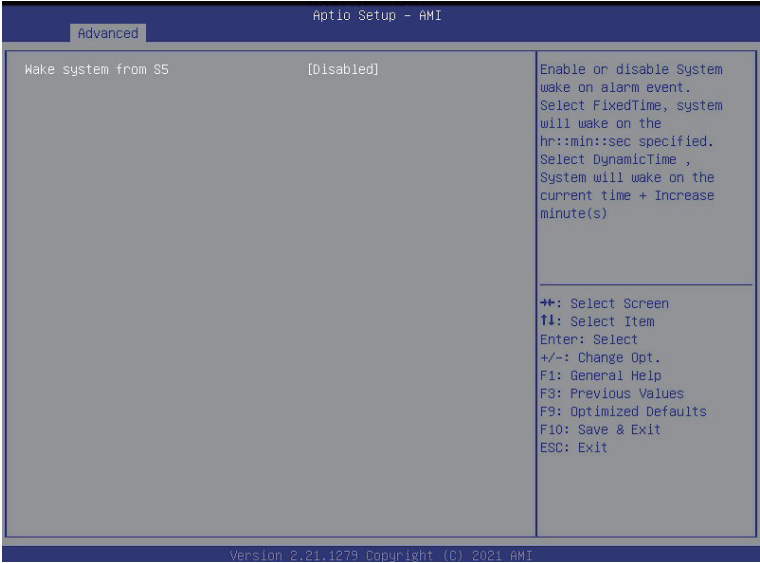 Aptio Setup – AMI
Advanced
Wake system from S5 [Disabled]
Enable or disable System
wake on alarm event.
Select FixedTime, system
will wake on the
hr::min::sec specified.
Select DynamicTime ,
System will wake on the
current time + Increase
minute(s)
→←: Select Screen
↑↓: Select Item
Enter: Select
+/-: Change Opt.
F1: General Help
F3: Previous Values
F9: Optimized Defaults
F10: Save & Exit
ESC: Exit
Version 2.21.1279 Copyright (C) 2021 AMI